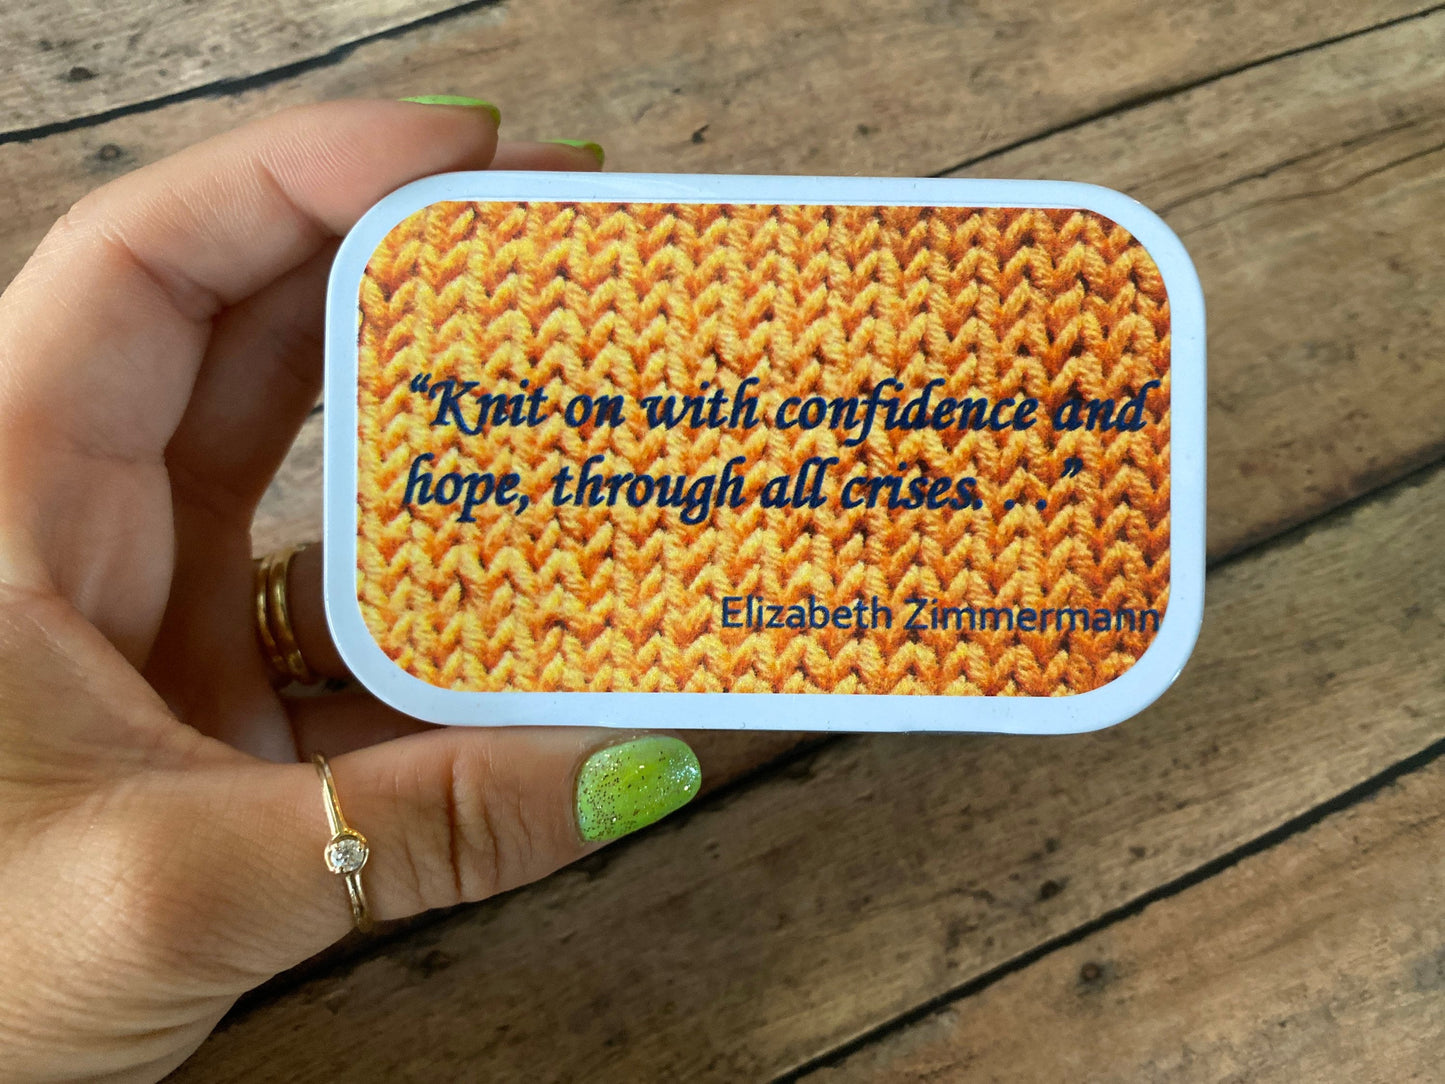 “Knit on with confidence and
hope, through all crises. . .”
Elizabeth Zimmermann